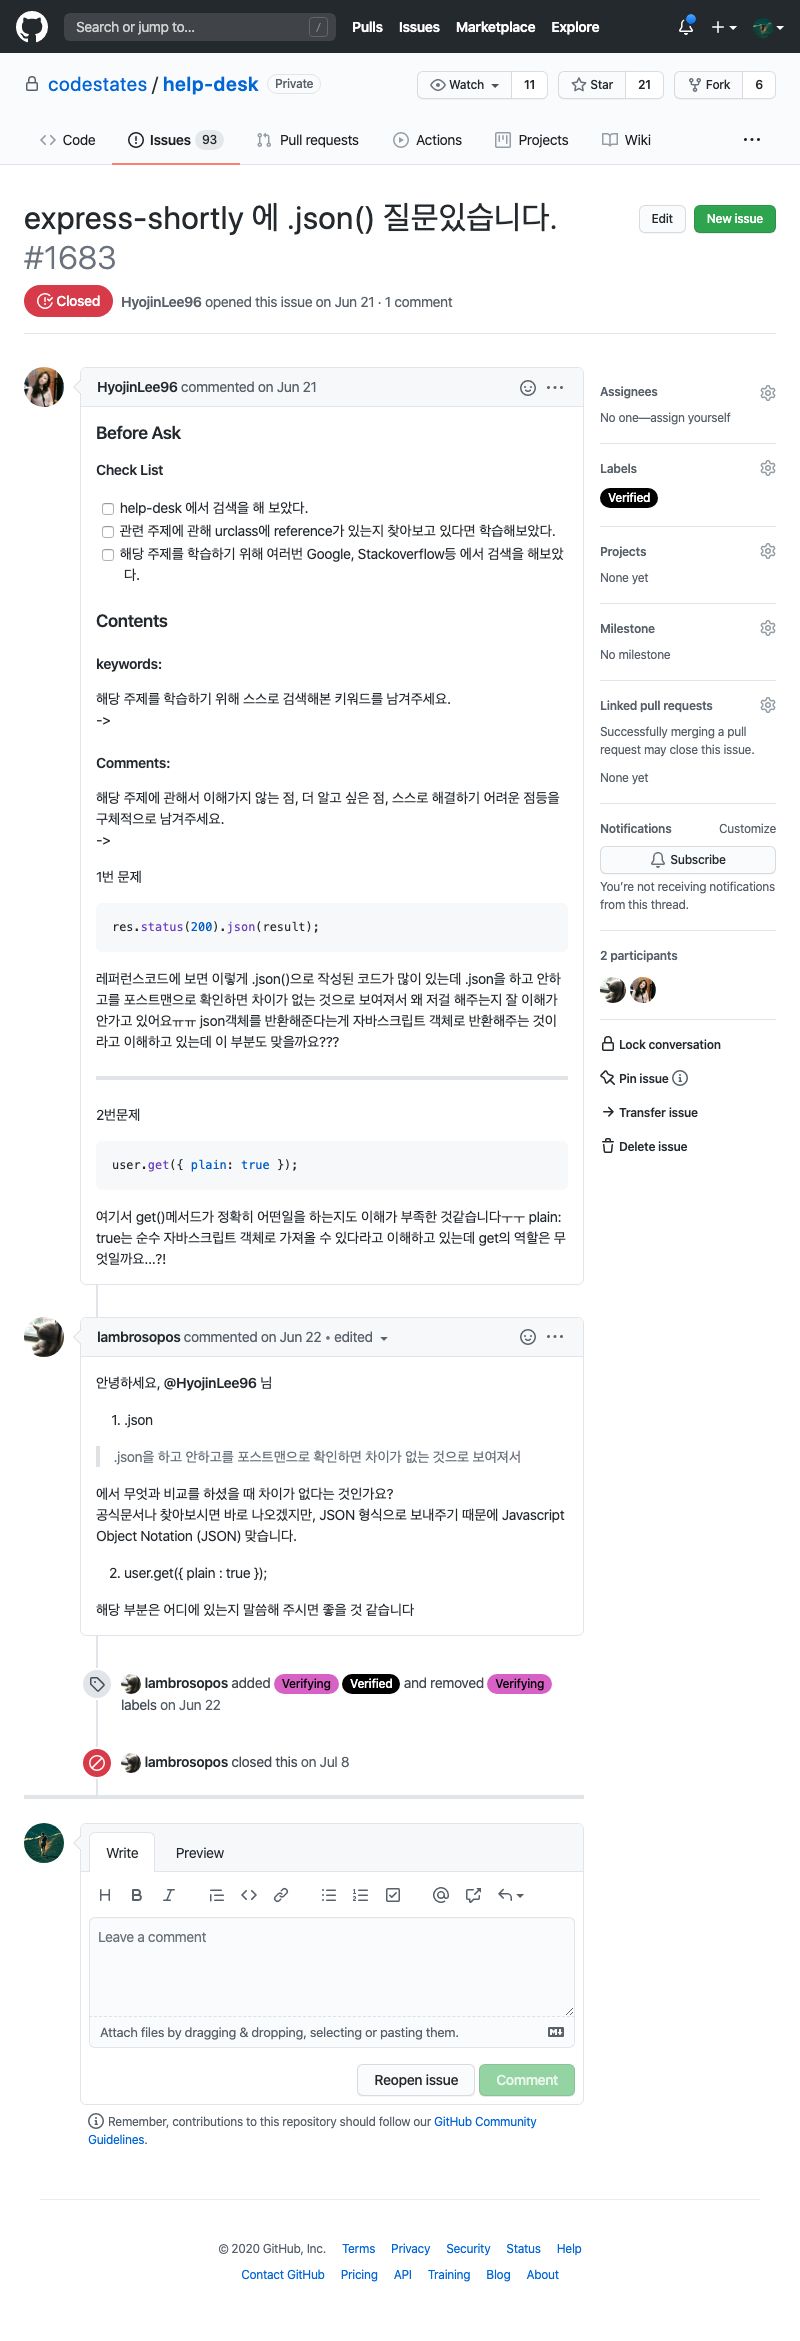 Search or jump to... /
Pulls Issues Marketplace Explore
codestates / help-desk Private
Watch 11 Star 21 Fork 6
Code Issues 93 Pull requests Actions Projects Wiki
express-shortly 에 .json() 질문있습니다.
#1683
Edit New issue
Closed HyojinLee96 opened this issue on Jun 21 · 1 comment
HyojinLee96 commented on Jun 21
Before Ask
Check List
help-desk 에서 검색을 해 보았다.
관련 주제에 관해 urclass에 reference가 있는지 찾아보고 있다면 학습해보았다.
해당 주제를 학습하기 위해 여러번 Google, Stackoverflow등 에서 검색을 해보았
다.
Contents
keywords:
해당 주제를 학습하기 위해 스스로 검색해본 키워드를 남겨주세요.
->
Comments:
해당 주제에 관해서 이해가지 않는 점, 더 알고 싶은 점, 스스로 해결하기 어려운 점등을
구체적으로 남겨주세요.
->
1번 문제
res.status(200).json(result);
레퍼런스코드에 보면 이렇게 .json()으로 작성된 코드가 많이 있는데 .json을 하고 안하
고를 포스트맨으로 확인하면 차이가 없는 것으로 보여져서 왜 저걸 해주는지 잘 이해가
안가고 있어요ㅠㅠ json객체를 반환해준다는게 자바스크립트 객체로 반환해주는 것이
라고 이해하고 있는데 이 부분도 맞을까요???
2번문제
user.get({ plain: true });
여기서 get()메서드가 정확히 어떤일을 하는지도 이해가 부족한 것같습니다ㅜㅜ plain:
true는 순수 자바스크립트 객체로 가져올 수 있다라고 이해하고 있는데 get의 역할은 무
엇일까요...?!
Assignees
No one—assign yourself
Labels
Verified
Projects
None yet
Milestone
No milestone
Linked pull requests
Successfully merging a pull
request may close this issue.
None yet
Notifications Customize
Subscribe
You're not receiving notifications
from this thread.
2 participants
Lock conversation
Pin issue
Transfer issue
Delete issue
lambrosopos commented on Jun 22 • edited
안녕하세요, @HyojinLee96 님
1. .json
.json을 하고 안하고를 포스트맨으로 확인하면 차이가 없는 것으로 보여져서
에서 무엇과 비교를 하셨을 때 차이가 없다는 것인가요?
공식문서나 찾아보시면 바로 나오겠지만, JSON 형식으로 보내주기 때문에 Javascript
Object Notation (JSON) 맞습니다.
2. user.get({ plain : true });
해당 부분은 어디에 있는지 말씀해 주시면 좋을 것 같습니다
lambrosopos added Verifying Verified and removed Verifying
labels on Jun 22
lambrosopos closed this on Jul 8
Write Preview
Leave a comment
Attach files by dragging & dropping, selecting or pasting them.
Reopen issue Comment
Remember, contributions to this repository should follow our GitHub Community
Guidelines.
© 2020 GitHub, Inc. Terms Privacy Security Status Help
Contact GitHub Pricing API Training Blog About